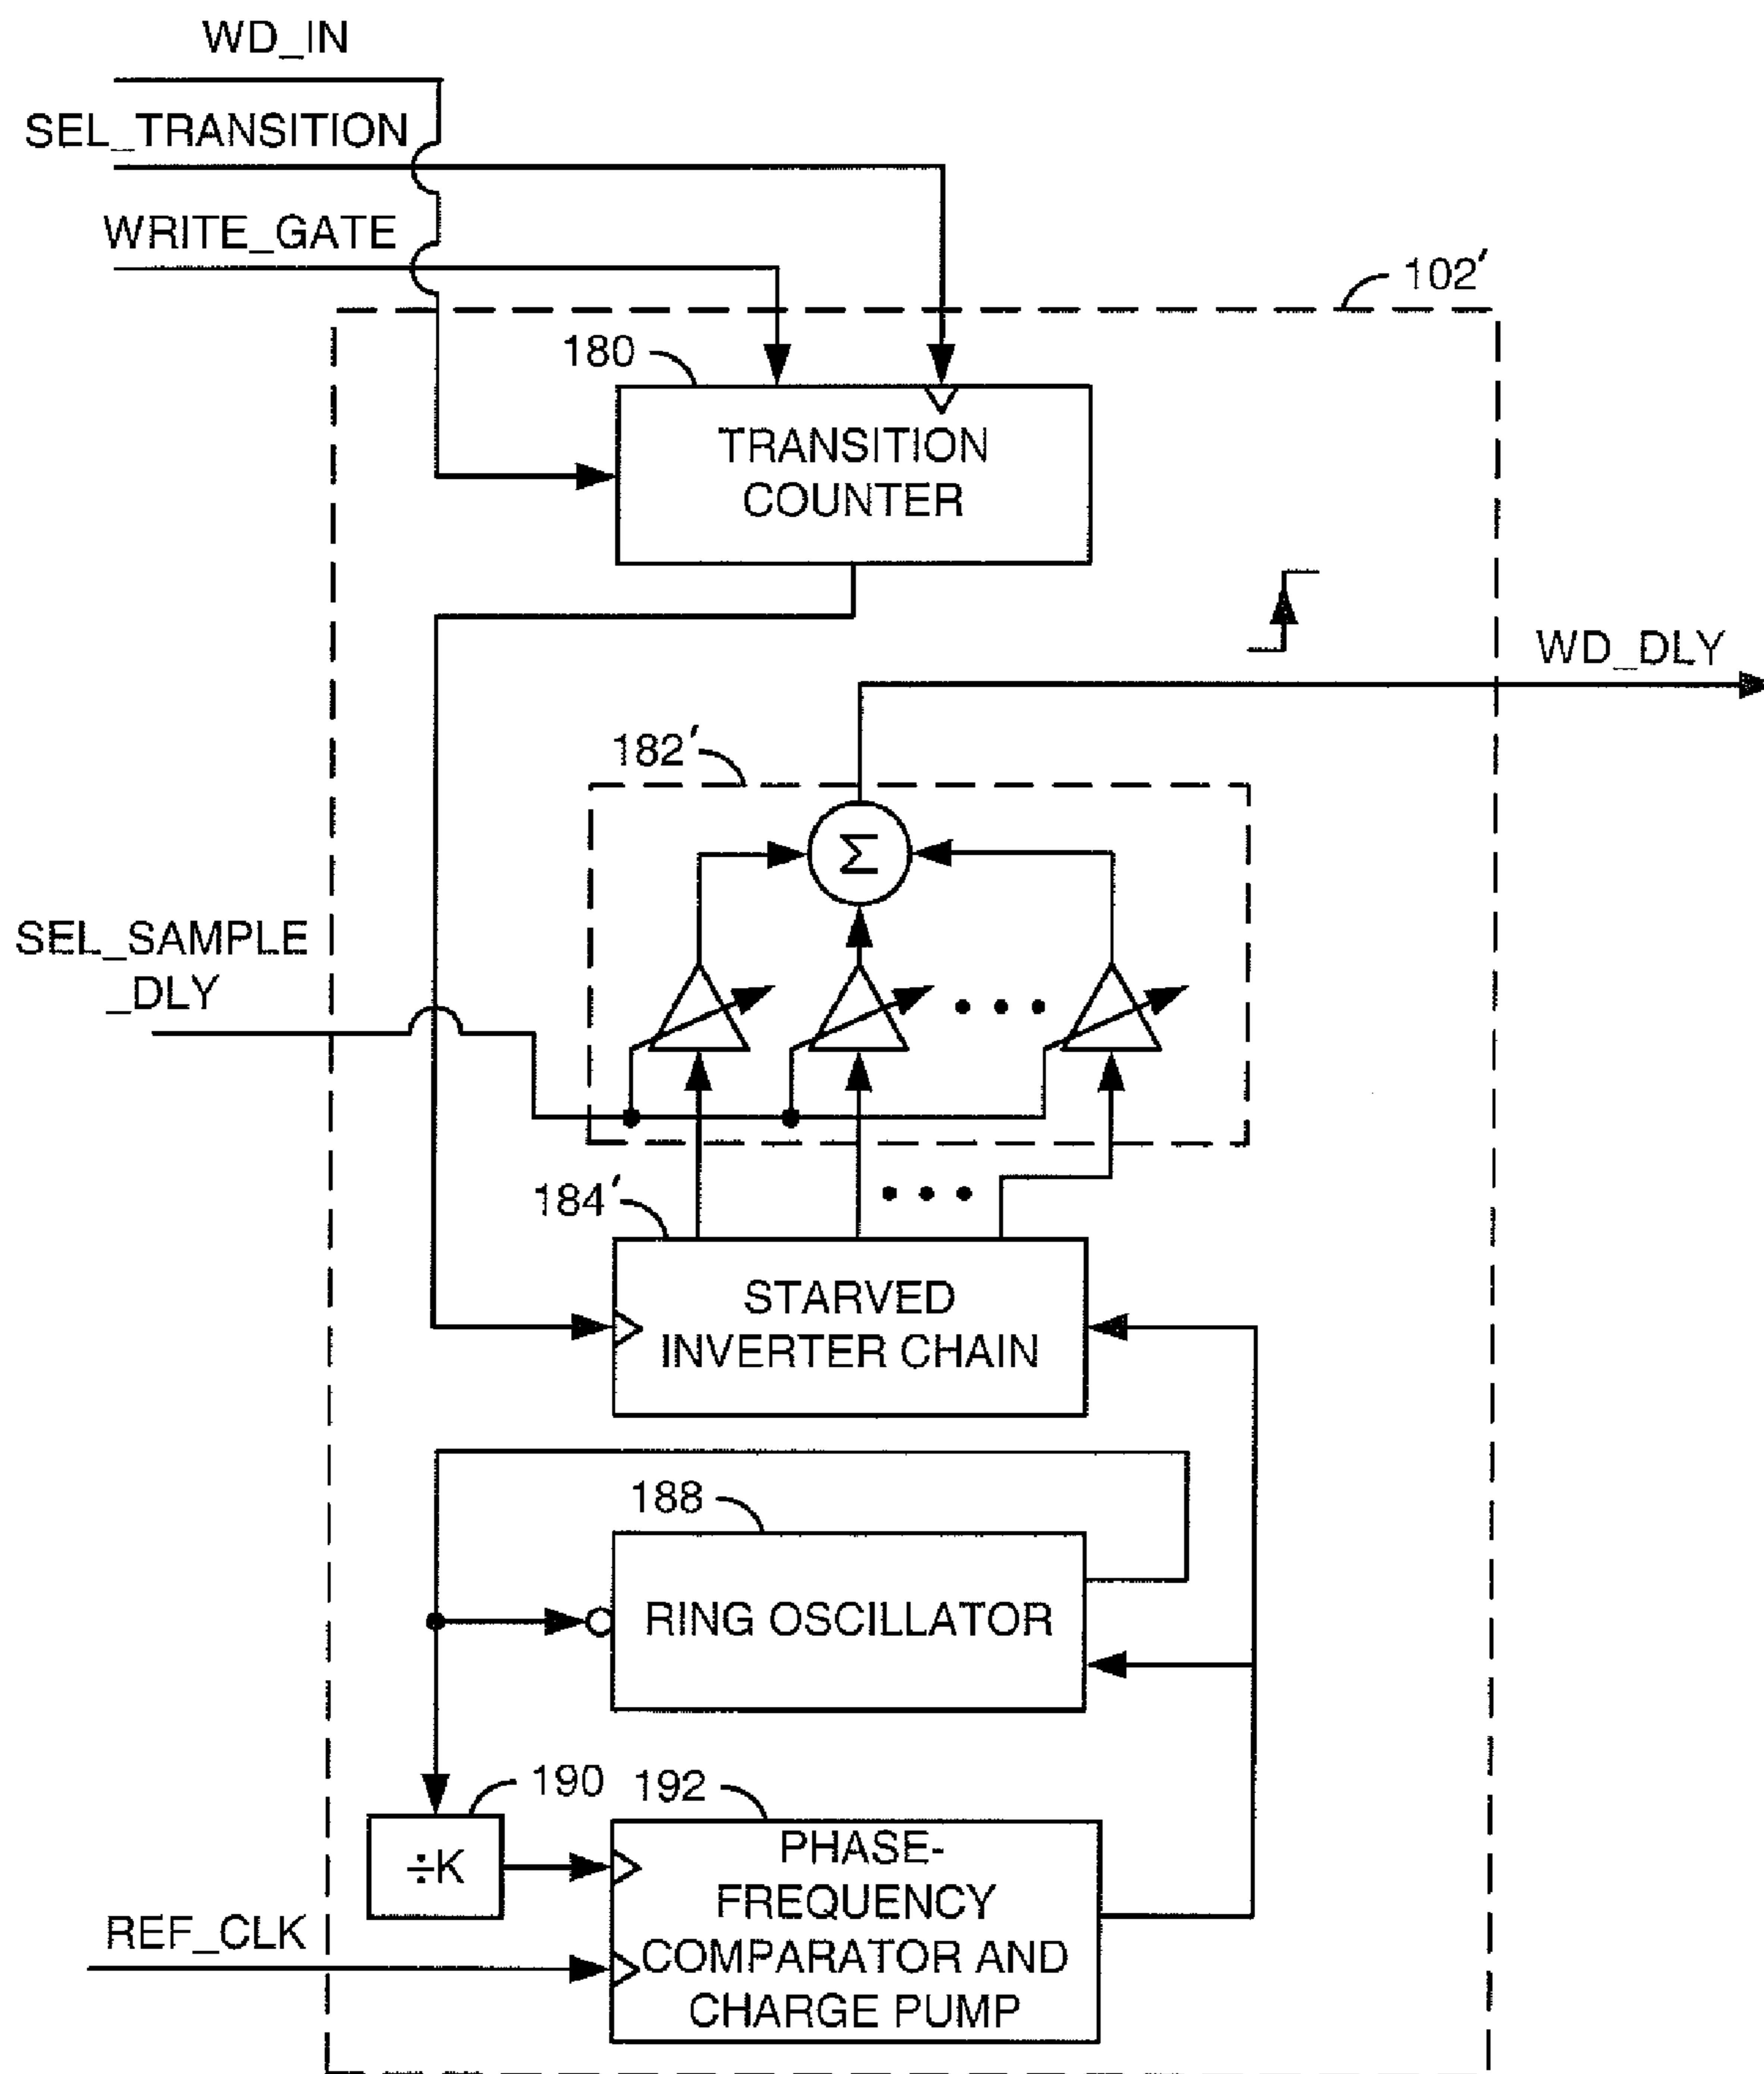 WD_IN
SEL_TRANSITION
WRITE_GATE
102′
180
TRANSITION
COUNTER
WD_DLY
182′
Σ
SEL_SAMPLE
_DLY
184′
STARVED
INVERTER CHAIN
188
RING OSCILLATOR
190
192
÷K
PHASE-
FREQUENCY
COMPARATOR AND
CHARGE PUMP
REF_CLK